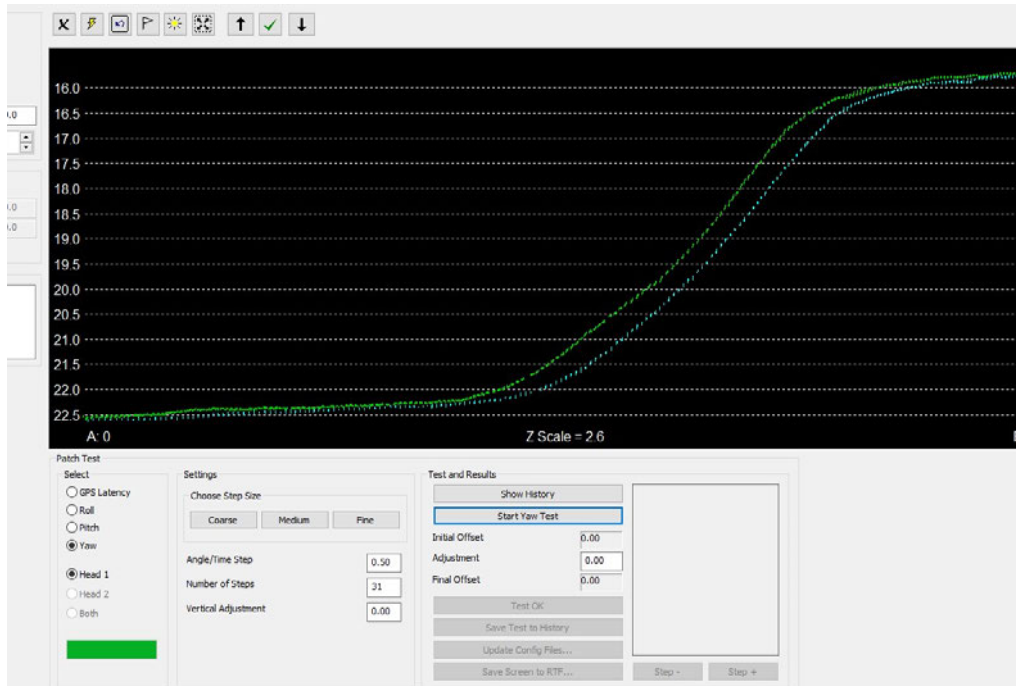 16.0
16.5
17.0
17.5
18.0
18.5
19.0
19.5
20.0
20.5
21.0
21.5
22.0
22.5
A: 0
Z Scale = 2.6
Patch Test
Select
GPS Latency
Roll
Pitch
Yaw
Head 1
Head 2
Both
Settings
Choose Step Size
Coarse Medium Fine
Angle/Time Step 0.50
Number of Steps 31
Vertical Adjustment 0.00
Test and Results
Show History
Start Yaw Test
Initial Offset 0.00
Adjustment 0.00
Final Offset 0.00
Test OK
Save Test to History
Update Config Files...
Save Screen to RTF...
Step - Step +